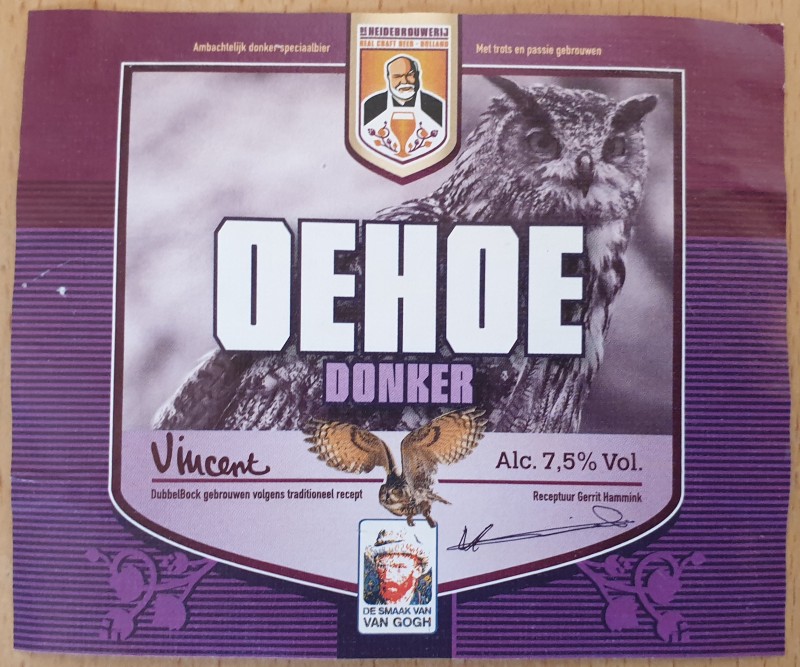 DE HEIDEBROUWERIJ
REAL CRAFT BEER - HOLLAND
Ambachtelijk donker speciaalbier
Met trots en passie gebrouwen
OEHOE
DONKER
Vincent
Alc. 7,5% Vol.
DubbelBock gebrouwen volgens traditioneel recept
Receptuur Gerrit Hammink
DE SMAAK VAN
VAN GOGH